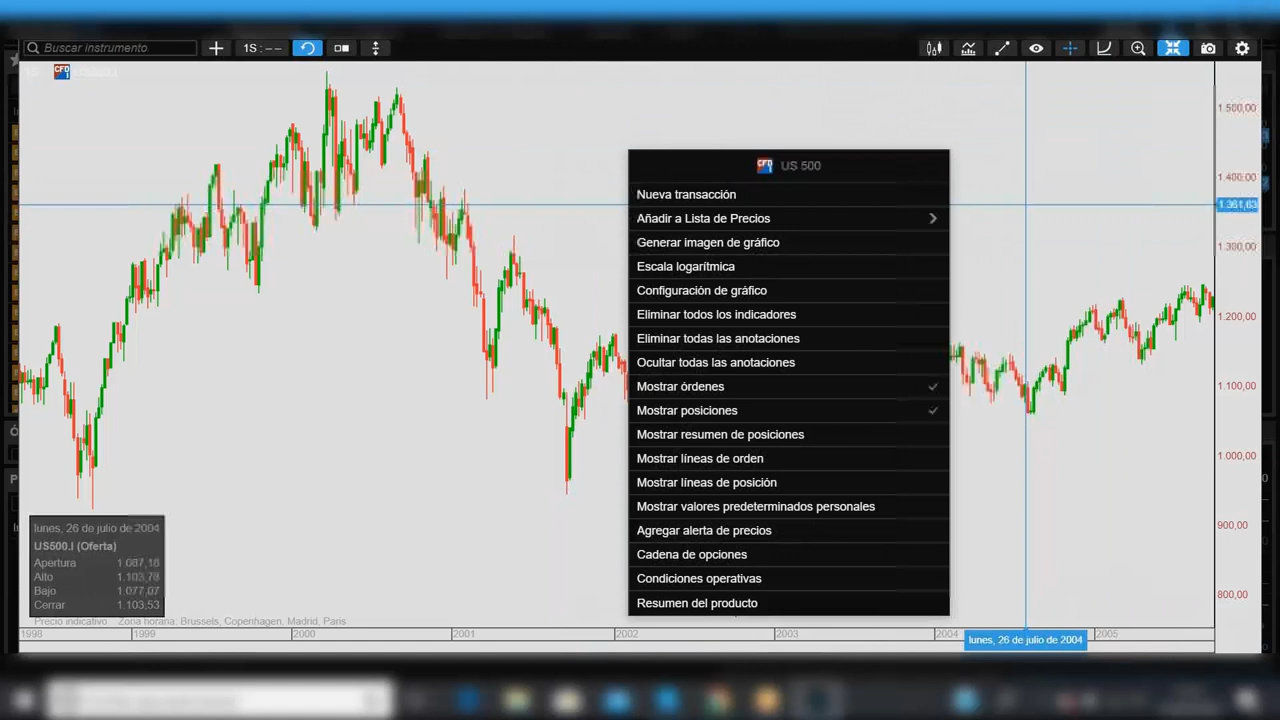 Buscar instrumento
1S : – –
CFD
1.500,00
1.400,00
1.361,63
1.300,00
1.200,00
1.100,00
1.000,00
900,00
800,00
CFD US 500
Nueva transacción
Añadir a Lista de Precios
Generar imagen de gráfico
Escala logarítmica
Configuración de gráfico
Eliminar todos los indicadores
Eliminar todas las anotaciones
Ocultar todas las anotaciones
Mostrar órdenes
Mostrar posiciones
Mostrar resumen de posiciones
Mostrar líneas de orden
Mostrar líneas de posición
Mostrar valores predeterminados personales
Agregar alerta de precios
Cadena de opciones
Condiciones operativas
Resumen del producto
lunes, 26 de julio de 2004
US500.I (Oferta)
Apertura 1.087,18
Alto 1.103,78
Bajo 1.077,07
Cerrar 1.103,53
Precio indicativo Zona horaria: Brussels, Copenhagen, Madrid, Paris
1998 1999 2000 2001 2002 2003 2004 2005
lunes, 26 de julio de 2004